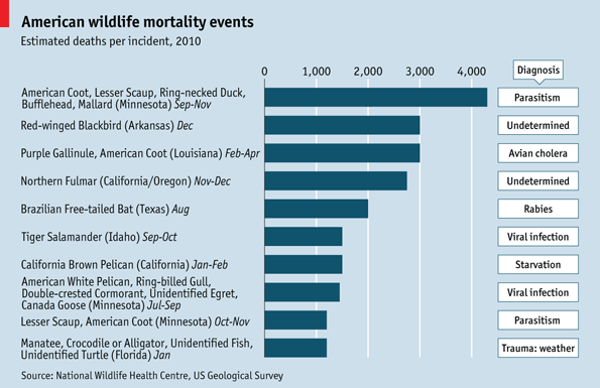 American wildlife mortality events
Estimated deaths per incident, 2010
0 1,000 2,000 3,000 4,000
Diagnosis
American Coot, Lesser Scaup, Ring-necked Duck,
Bufflehead, Mallard (Minnesota) Sep-Nov
Parasitism
Red-winged Blackbird (Arkansas) Dec
Undetermined
Purple Gallinule, American Coot (Louisiana) Feb-Apr
Avian cholera
Northern Fulmar (California/Oregon) Nov-Dec
Undetermined
Brazilian Free-tailed Bat (Texas) Aug
Rabies
Tiger Salamander (Idaho) Sep-Oct
Viral infection
California Brown Pelican (California) Jan-Feb
Starvation
American White Pelican, Ring-billed Gull,
Double-crested Cormorant, Unidentified Egret,
Canada Goose (Minnesota) Jul-Sep
Viral infection
Lesser Scaup, American Coot (Minnesota) Oct-Nov
Parasitism
Manatee, Crocodile or Alligator, Unidentified Fish,
Unidentified Turtle (Florida) Jan
Trauma: weather
Source: National Wildlife Health Centre, US Geological Survey